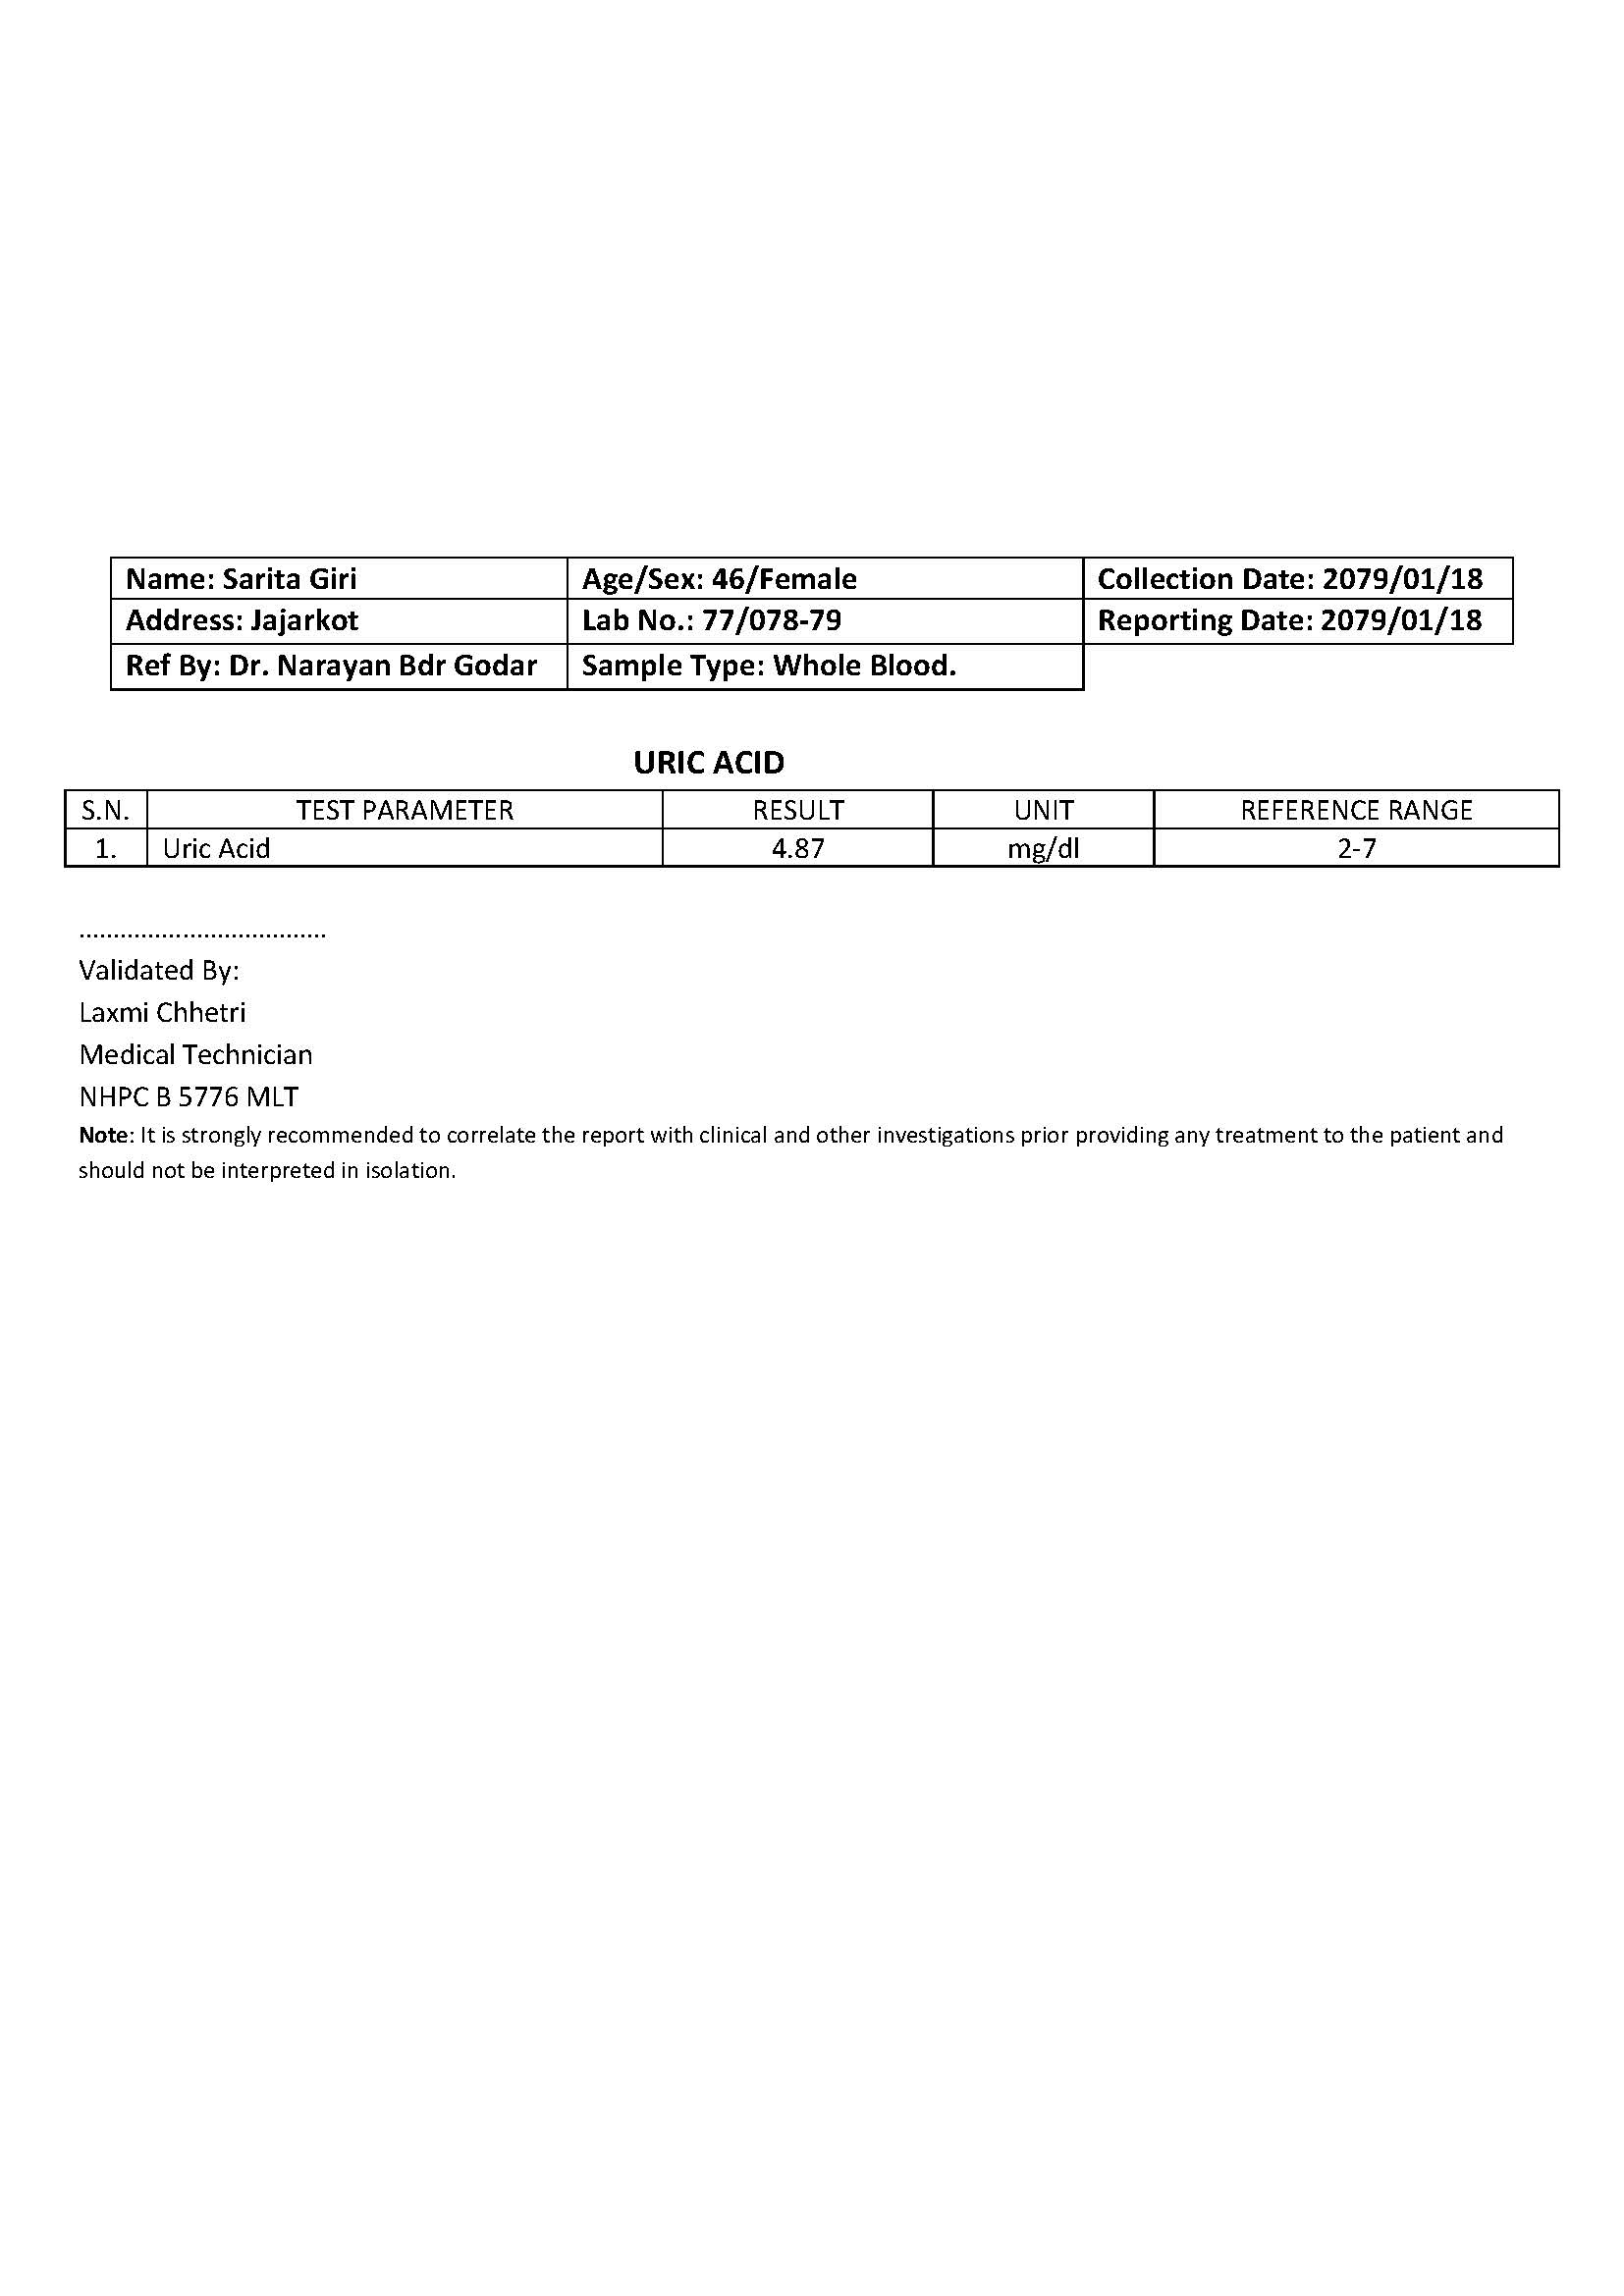 Name: Sarita Giri Age/Sex: 46/Female Collection Date: 2079/01/18
Address: Jajarkot Lab No.: 77/078-79 Reporting Date: 2079/01/18
Ref By: Dr. Narayan Bdr Godar Sample Type: Whole Blood.
URIC ACID
S.N. TEST PARAMETER RESULT UNIT REFERENCE RANGE
1. Uric Acid 4.87 mg/dl 2-7
....................................
Validated By:
Laxmi Chhetri
Medical Technician
NHPC B 5776 MLT
Note: It is strongly recommended to correlate the report with clinical and other investigations prior providing any treatment to the patient and
should not be interpreted in isolation.